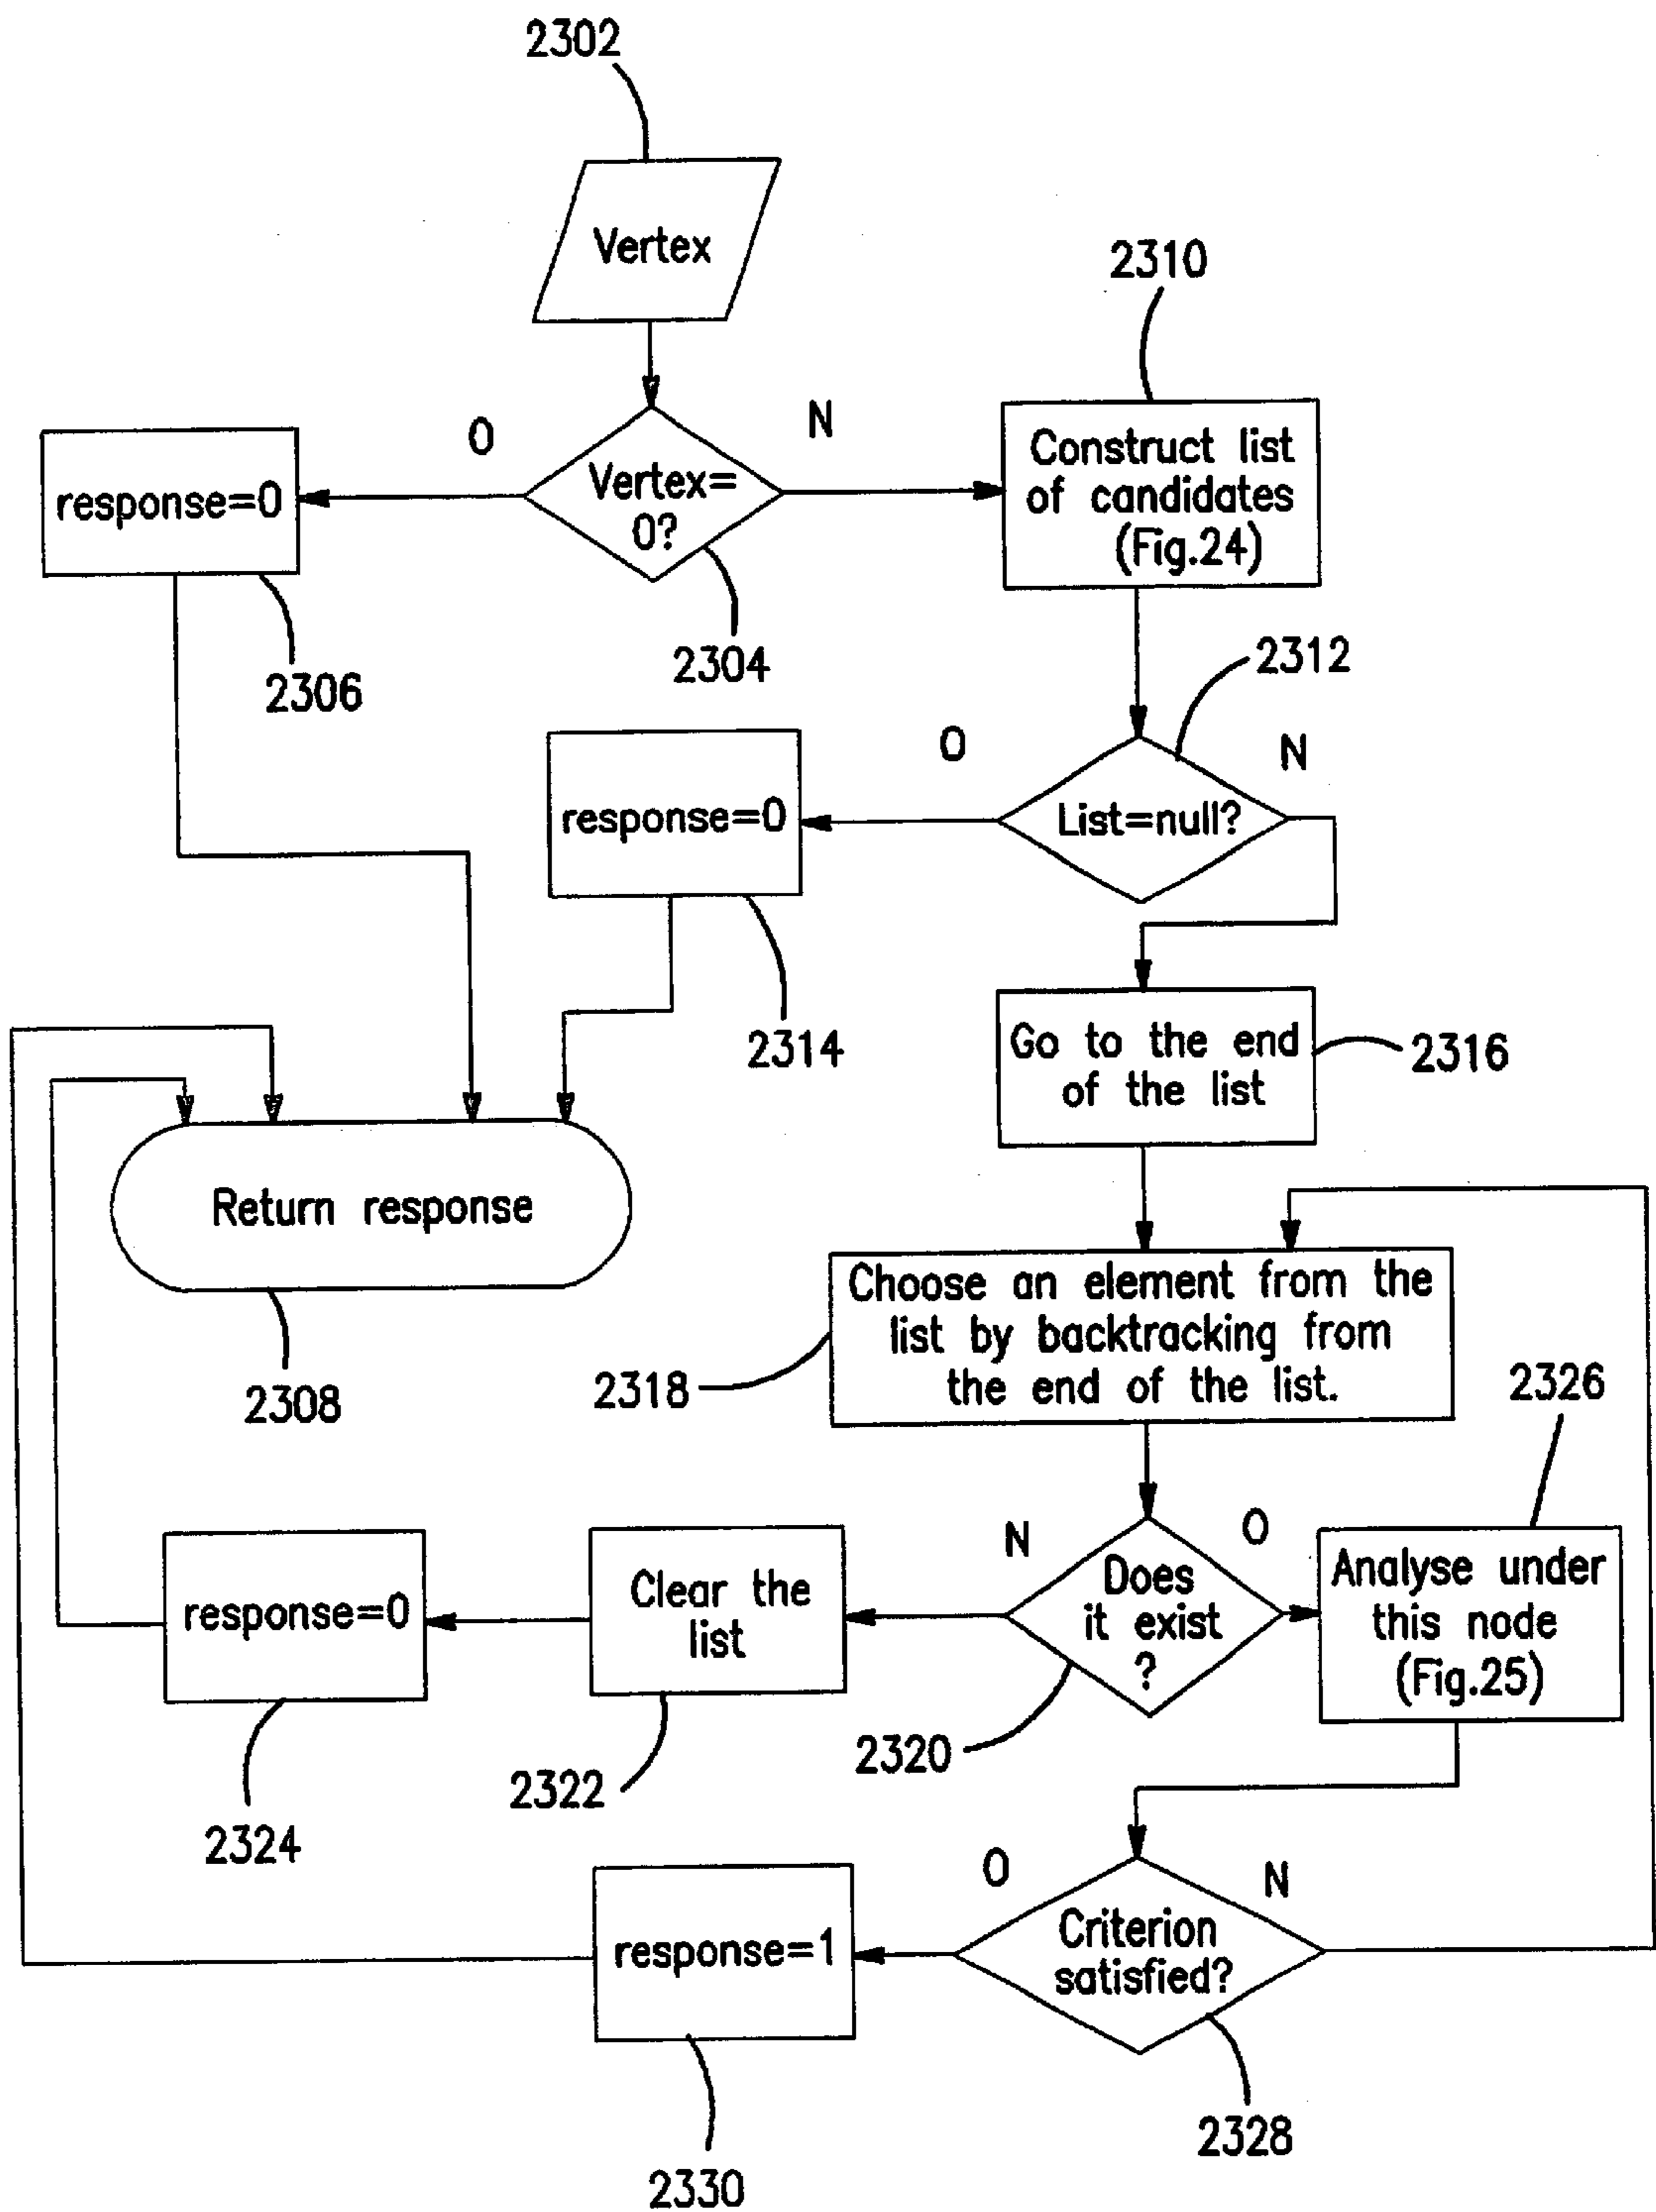 2302
Vertex
2310
O
N
Vertex=
0?
response=0
Construct list
of candidates
(Fig.24)
2304
2306
2312
O
N
response=0
List=null?
2314
Go to the end
of the list
2316
Return response
2308
Choose an element from the
list by backtracking from
the end of the list.
2318
2326
N
O
Does
it exist
?
Analyse under
this node
(Fig.25)
Clear the
list
response=0
2320
2322
2324
O
N
Criterion
satisfied?
response=1
2328
2330